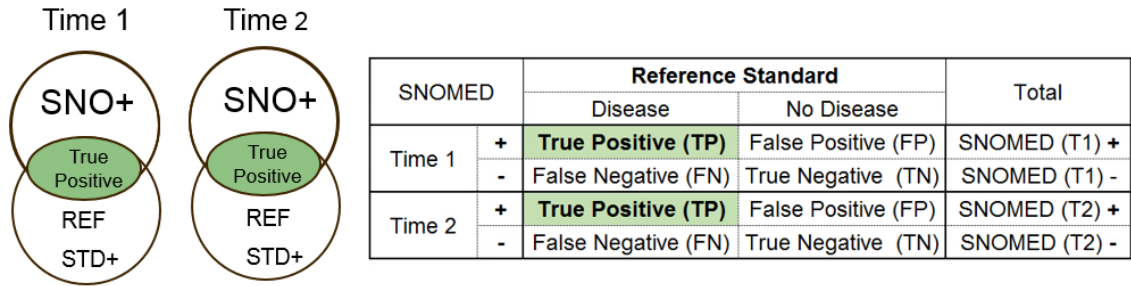 Time 1
Time 2
SNO+
True
Positive
REF
STD+
SNO+
True
Positive
REF
STD+
SNOMED
Reference Standard
Total
Disease
No Disease
Time 1
+
True Positive (TP)
False Positive (FP)
SNOMED (T1) +
-
False Negative (FN)
True Negative (TN)
SNOMED (T1) -
Time 2
+
True Positive (TP)
False Positive (FP)
SNOMED (T2) +
-
False Negative (FN)
True Negative (TN)
SNOMED (T2) -